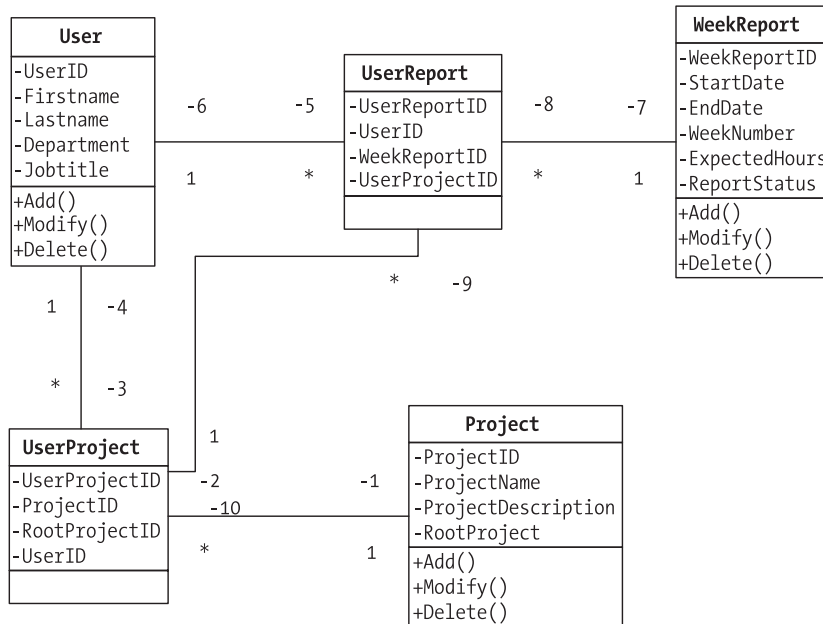 User
-UserID
-Firstname
-Lastname
-Department
-Jobtitle
+Add()
+Modify()
+Delete()
-6
-5
1
*
UserReport
-UserReportID
-UserID
-WeekReportID
-UserProjectID
-8
-7
*
1
WeekReport
-WeekReportID
-StartDate
-EndDate
-WeekNumber
-ExpectedHours
-ReportStatus
+Add()
+Modify()
+Delete()
*
-9
1
-4
*
-3
1
UserProject
-UserProjectID
-ProjectID
-RootProjectID
-UserID
-2
-1
-10
*
1
Project
-ProjectID
-ProjectName
-ProjectDescription
-RootProject
+Add()
+Modify()
+Delete()